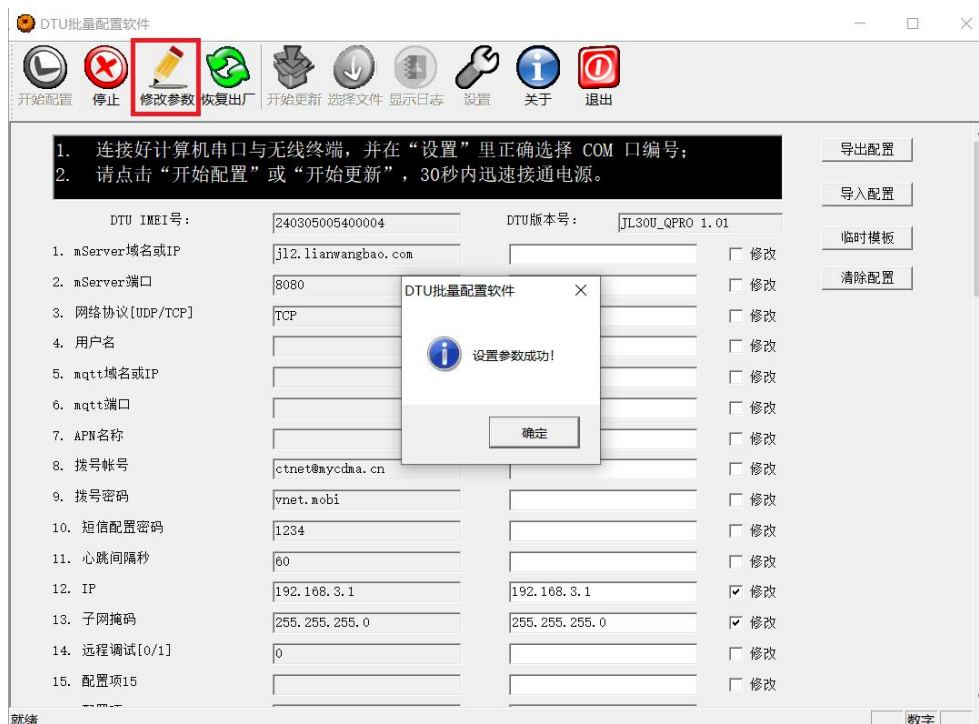 DTU批量配置软件
开始配置 停止 修改参数 恢复出厂 开始更新 选择文件 显示日志 设置 关于 退出
1. 连接好计算机串口与无线终端，并在“设置”里正确选择 COM 口编号；
2. 请点击“开始配置”或“开始更新”，30秒内迅速接通电源。
导出配置
导入配置
临时模板
清除配置
DTU IMEI号： 240305005400004 DTU版本号： JL30U_QPRO 1.01
1. mServer域名或IP jl2.lianwangbao.com 修改
2. mServer端口 8080 修改
3. 网络协议[UDP/TCP] TCP 修改
4. 用户名 修改
5. mqtt域名或IP 修改
6. mqtt端口 修改
7. APN名称 修改
8. 拨号帐号 ctnet@mycdma.cn 修改
9. 拨号密码 vnet.mobi 修改
10. 短信配置密码 1234 修改
11. 心跳间隔秒 60 修改
12. IP 192.168.3.1 192.168.3.1 修改
13. 子网掩码 255.255.255.0 255.255.255.0 修改
14. 远程调试[0/1] 0 修改
15. 配置项15 修改
DTU批量配置软件
设置参数成功!
确定
就绪 数字